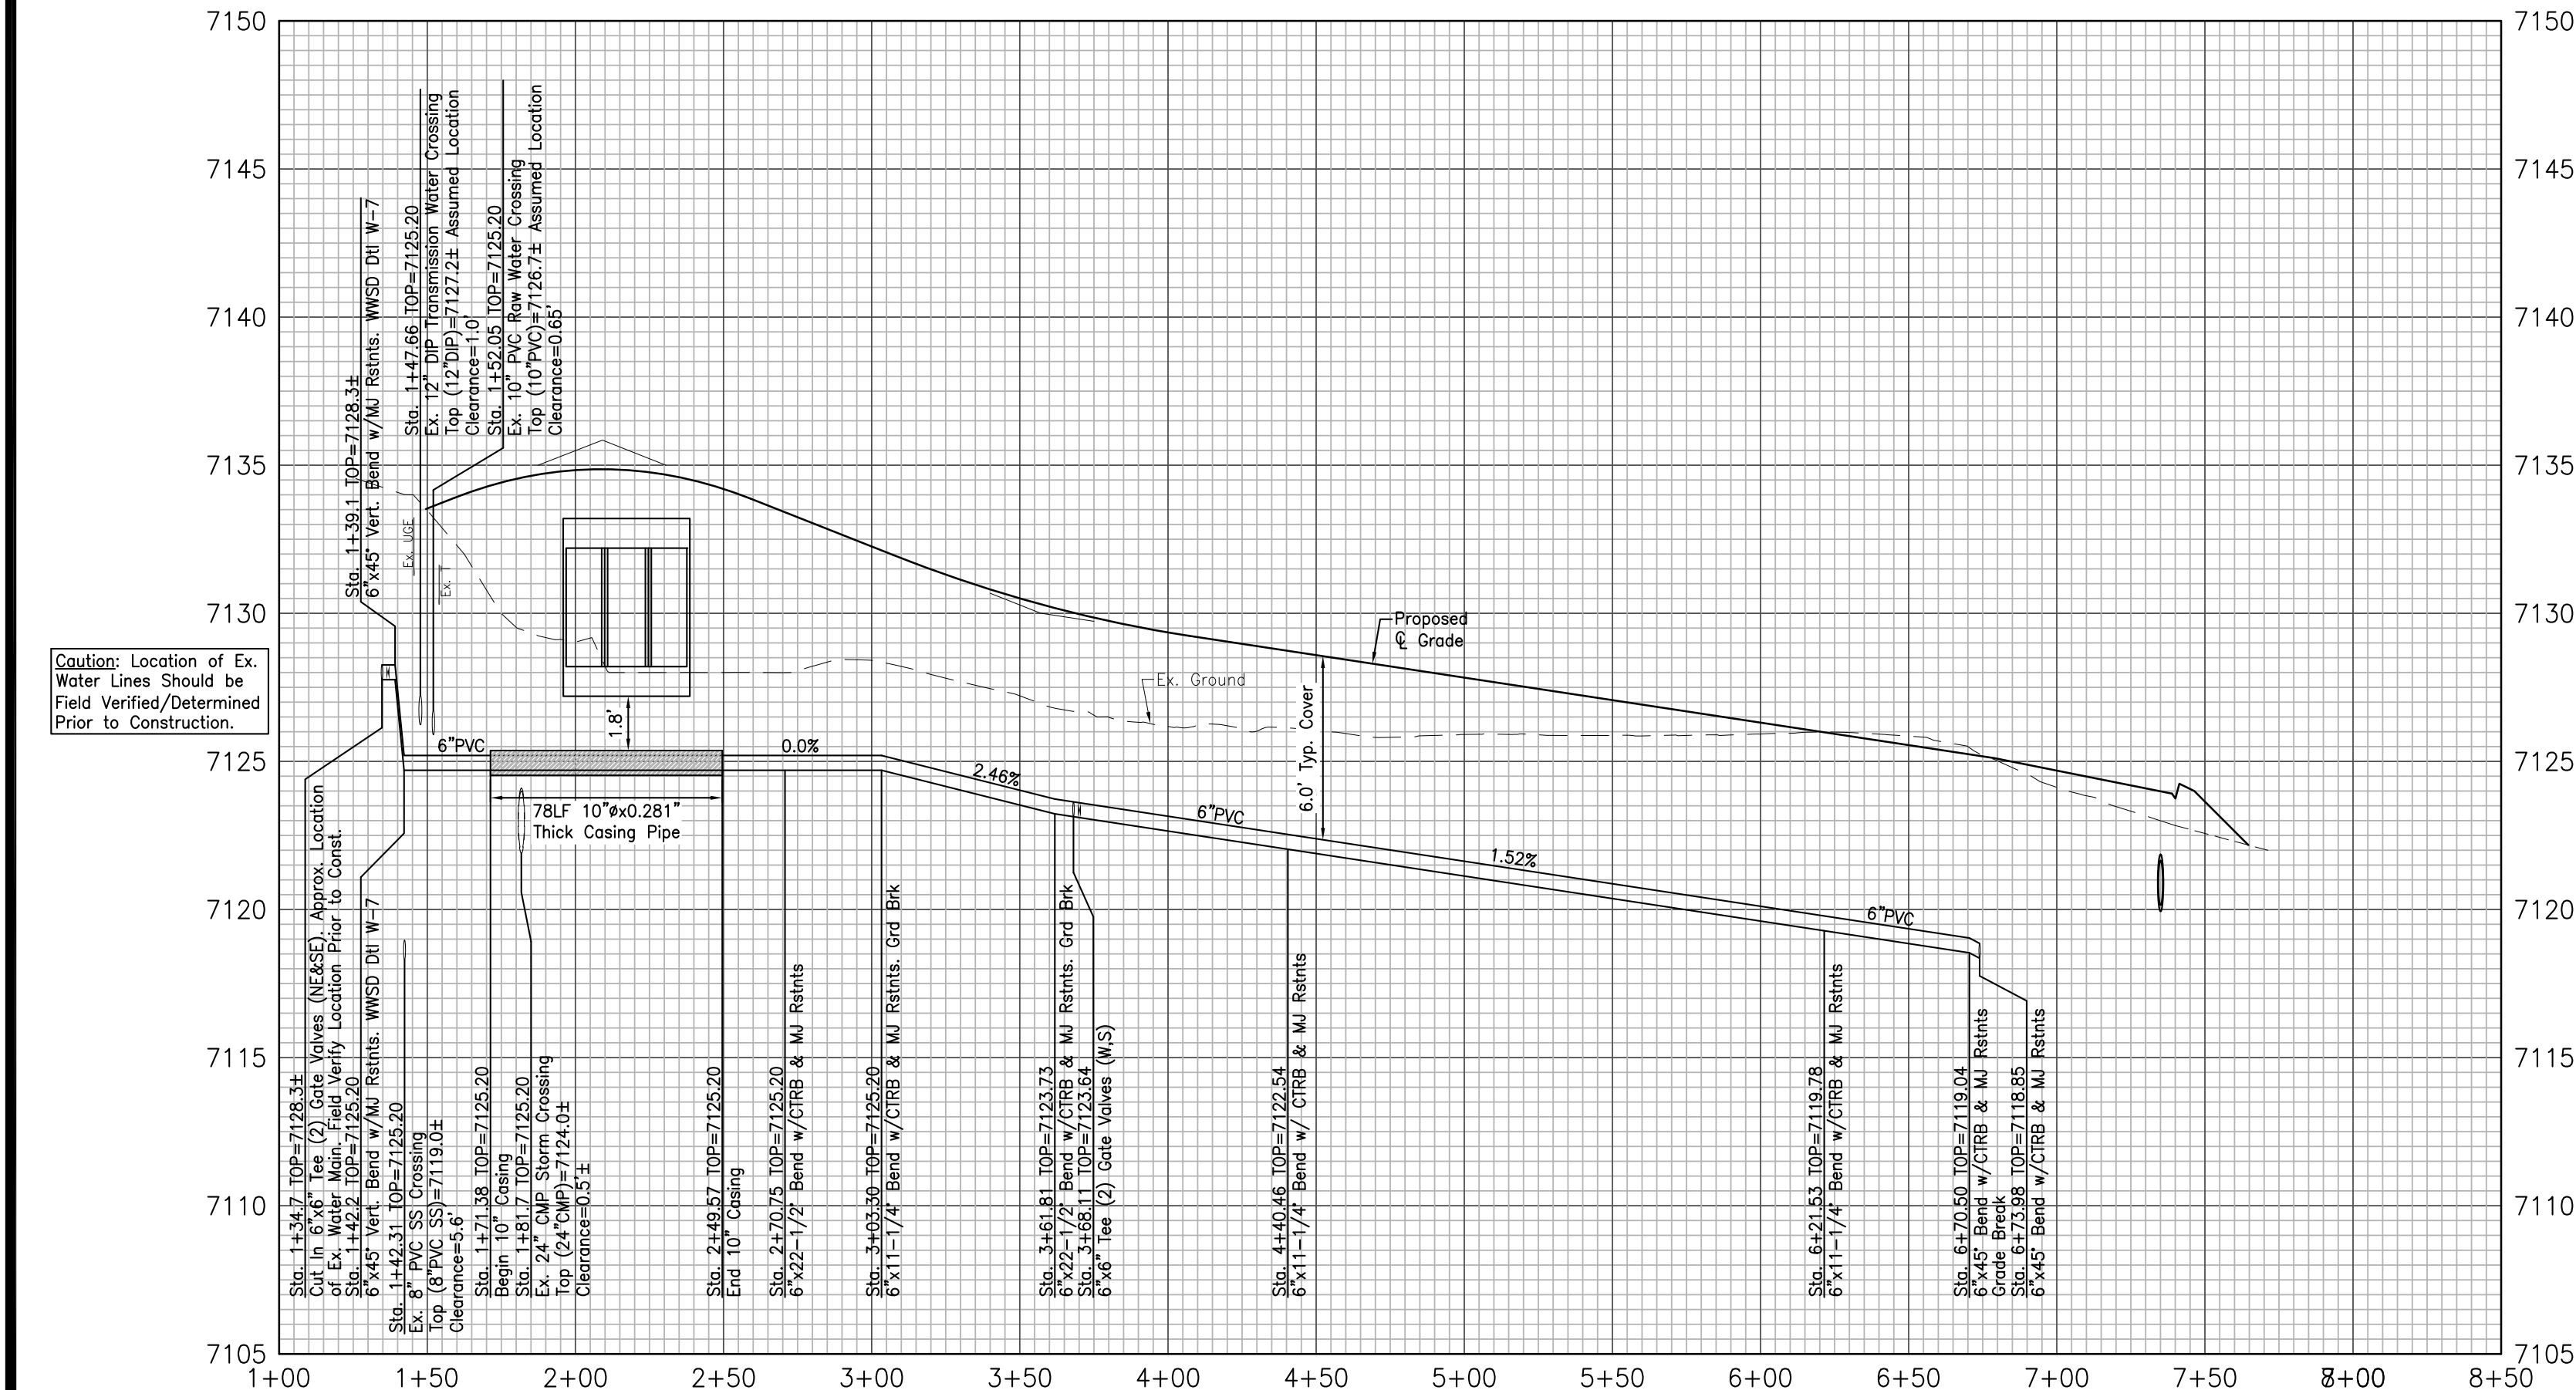 7150
7145
7140
7135
7130
7125
7120
7115
7110
7105
7150
7145
7140
7135
7130
7125
7120
7115
7110
7105
1+00
1+50
2+00
2+50
3+00
3+50
4+00
4+50
5+00
5+50
6+00
6+50
7+00
7+50
8+00
8+50
Caution: Location of Ex.
Water Lines Should be
Field Verified/Determined
Prior to Construction.
Sta. 1+39.1 TOP=7128.3±
6"x45° Vert. Bend w/MJ Rstnts. WWSD Dtl W-7
Sta. 1+47.66 TOP=7125.20
Ex. 12" DIP Transmission Water Crossing
Top (12"DIP)=7127.2± Assumed Location
Clearance=1.0'
Sta. 1+52.05 TOP=7125.20
Ex. 10" PVC Raw Water Crossing
Top (10"PVC)=7126.7± Assumed Location
Clearance=0.65'
Ex. UGE
Ex. T
1.8'
6"PVC
0.0%
78LF 10"øx0.281"
Thick Casing Pipe
2.46%
6"PVC
6.0' Typ. Cover
1.52%
6"PVC
Ex. Ground
Proposed
℄ Grade
Sta. 1+34.7 TOP=7128.3±
Cut In 6"x6" Tee (2) Gate Valves (NE&SE). Approx. Location
of Ex. Water Main. Field Verify Location Prior to Const.
Sta. 1+42.2 TOP=7125.20
6"x45° Vert. Bend w/MJ Rstnts. WWSD Dtl W-7
Sta. 1+42.31 TOP=7125.20
Ex. 8" PVC SS Crossing
Top (8"PVC SS)=7119.0±
Clearance=5.6'
Sta. 1+71.38 TOP=7125.20
Begin 10" Casing
Sta. 1+81.7 TOP=7125.20
Ex. 24" CMP Storm Crossing
Top (24"CMP)=7124.0±
Clearance=0.5'±
Sta. 2+49.57 TOP=7125.20
End 10" Casing
Sta. 2+70.75 TOP=7125.20
6"x22-1/2° Bend w/CTRB & MJ Rstnts
Sta. 3+03.30 TOP=7125.20
6"x11-1/4° Bend w/CTRB & MJ Rstnts. Grd Brk
Sta. 3+61.81 TOP=7123.73
6"x22-1/2° Bend w/CTRB & MJ Rstnts. Grd Brk
Sta. 3+68.11 TOP=7123.64
6"x6" Tee (2) Gate Valves (W,S)
Sta. 4+40.46 TOP=7122.54
6"x11-1/4° Bend w/ CTRB & MJ Rstnts
Sta. 6+21.53 TOP=7119.78
6"x11-1/4° Bend w/CTRB & MJ Rstnts
Sta. 6+70.50 TOP=7119.04
6"x45° Bend w/CTRB & MJ Rstnts
Grade Break
Sta. 6+73.98 TOP=7118.85
6"x45° Bend w/CTRB & MJ Rstnts